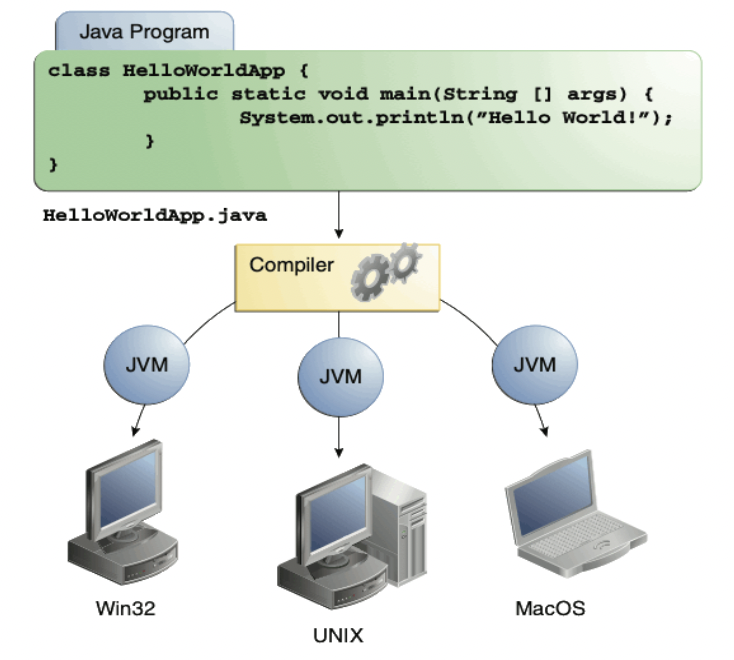 Java Program
class HelloWorldApp {
public static void main(String [] args) {
System.out.println("Hello World!");
}
}
HelloWorldApp.java
Compiler
JVM
JVM
JVM
Win32
UNIX
MacOS